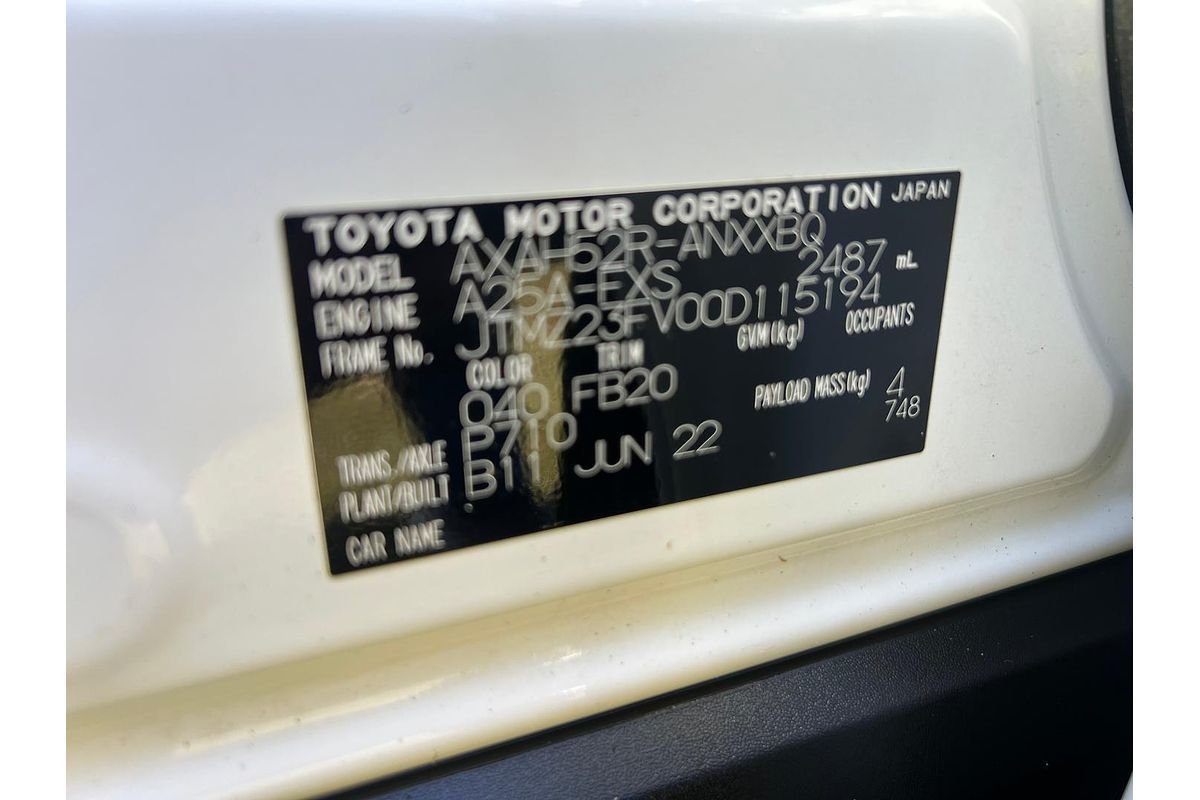 TOYOTA MOTOR CORPORATION JAPAN
MODEL AXAH52R-ANXXBQ
ENGINE A25A-FXS 2487 mL
FRAME No. JTMZ23FV00D115194
COLOR TRIM GVM(kg) OCCUPANTS
040 FB20
TRANS./AXLE P710 PAYLOAD MASS(kg) 4
PLANT/BUILT B11 JUN 22 748
CAR NAME